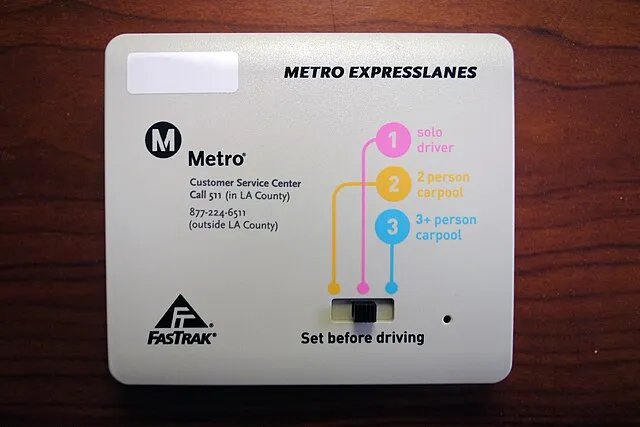 METRO EXPRESSLANES
M
Metro®
Customer Service Center
Call 511 (in LA County)
877-224-6511
(outside LA County)
1 solo
driver
2 2 person
carpool
3 3+ person
carpool
Set before driving
FT®
FASTRAK®